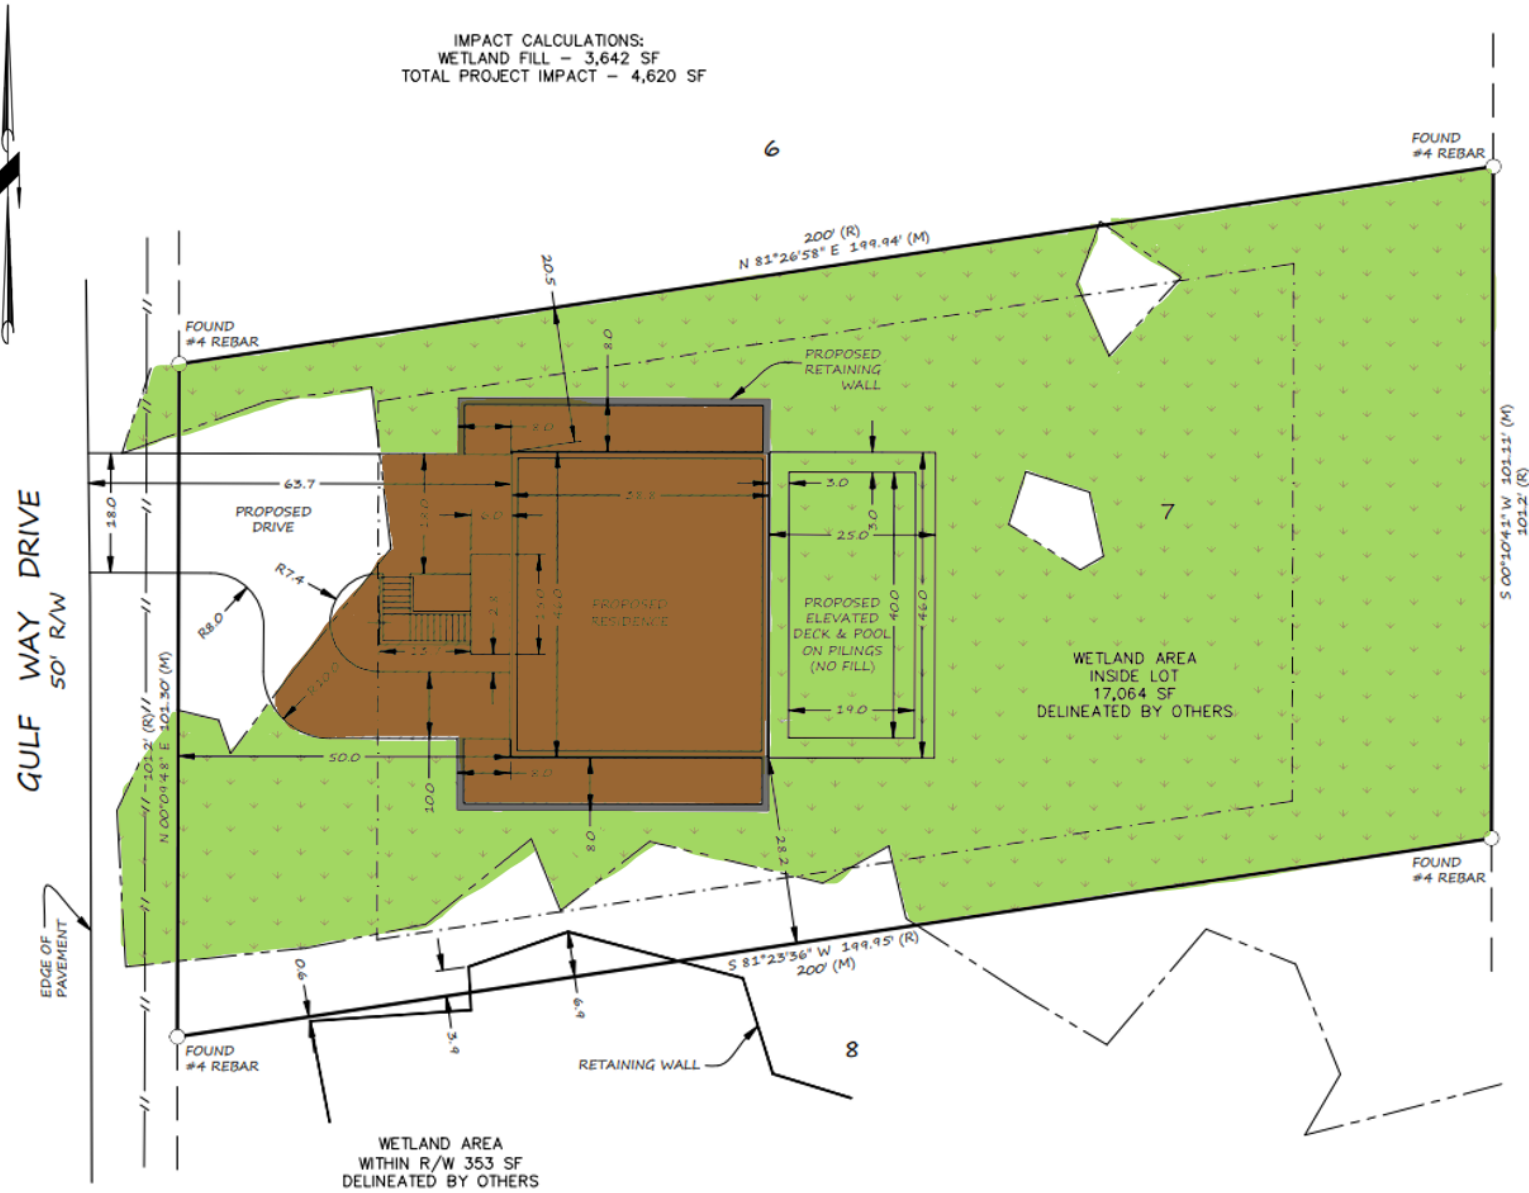 IMPACT CALCULATIONS:
WETLAND FILL - 3,642 SF
TOTAL PROJECT IMPACT - 4,620 SF
6
FOUND
#4 REBAR
200' (R)
N 81°26'58" E 199.94' (M)
20.5
FOUND
#4 REBAR
8.0
PROPOSED
RETAINING
WALL
8.0
63.7
18.0
PROPOSED
DRIVE
6.0
3.0
3.0
25.0
7
S 00°10'41" W 101.11' (M)
101.2' (R)
GULF WAY DRIVE
50' R/W
R7.4
R8.0
R10.0
PROPOSED
RESIDENCE
PROPOSED
ELEVATED
DECK & POOL
ON PILINGS
(NO FILL)
40.0
19.0
WETLAND AREA
INSIDE LOT
17,064 SF
DELINEATED BY OTHERS
101.2' (R)
N 00°09'48" E 101.30' (M)
50.0
10.0
8.0
8.0
28.2
FOUND
#4 REBAR
EDGE OF
PAVEMENT
0.6
3.9
6.9
S 81°23'36" W 199.95' (R)
200' (M)
FOUND
#4 REBAR
RETAINING WALL
8
WETLAND AREA
WITHIN R/W 353 SF
DELINEATED BY OTHERS